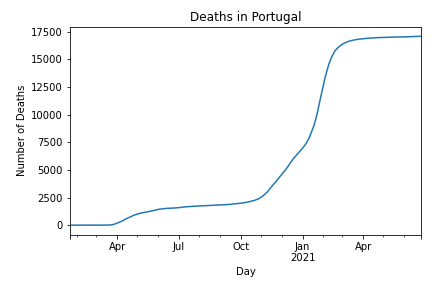 Deaths in Portugal
17500
15000
12500
10000
7500
5000
2500
0
Number of Deaths
Apr
Jul
Oct
Jan
2021
Apr
Day